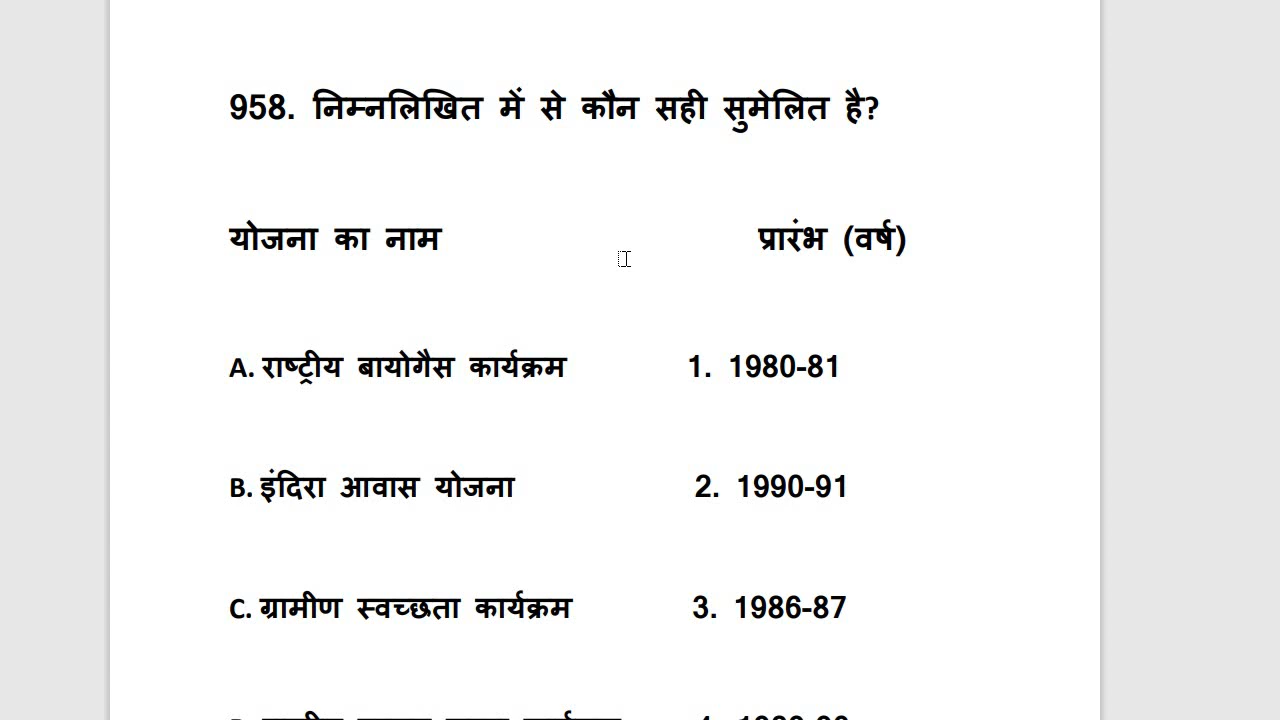 958. निम्नलिखित में से कौन सही सुमेलित है?
योजना का नाम प्रारंभ (वर्ष)
A. राष्ट्रीय बायोगैस कार्यक्रम 1. 1980-81
B. इंदिरा आवास योजना 2. 1990-91
C. ग्रामीण स्वच्छता कार्यक्रम 3. 1986-87